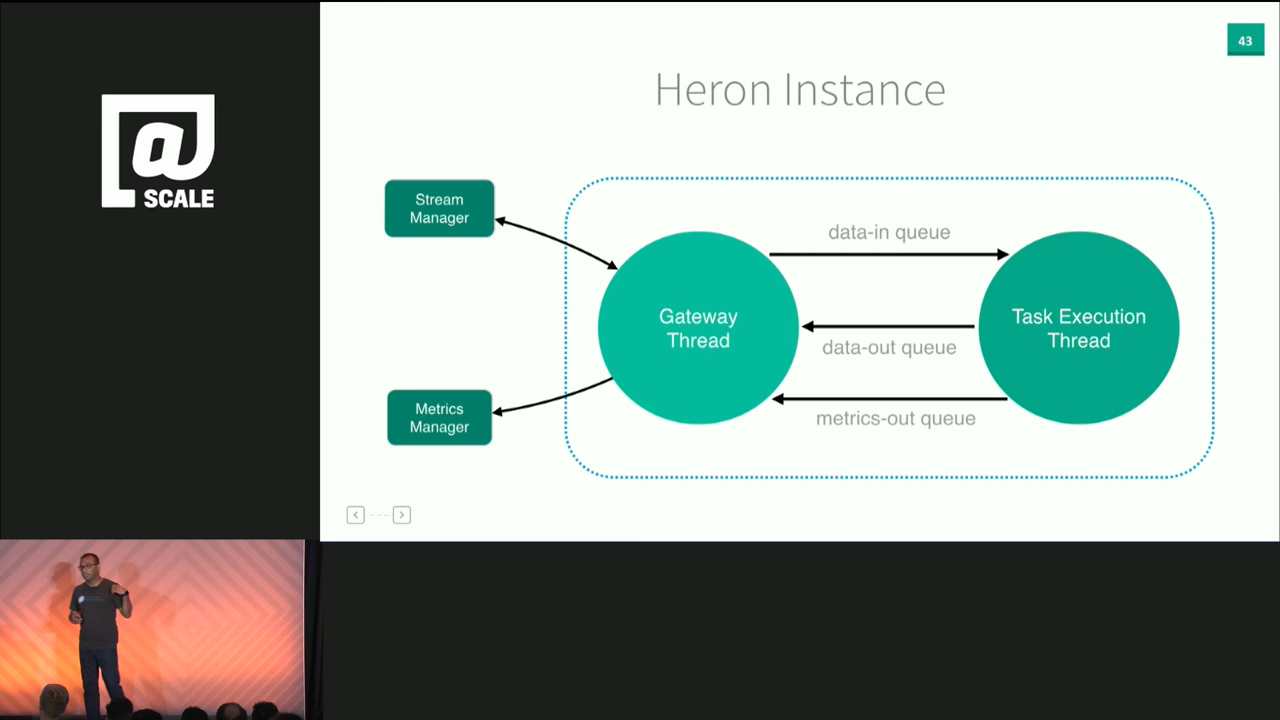 @
SCALE
43
Heron Instance
Stream
Manager
data-in queue
Gateway
Thread
Task Execution
Thread
data-out queue
Metrics
Manager
metrics-out queue